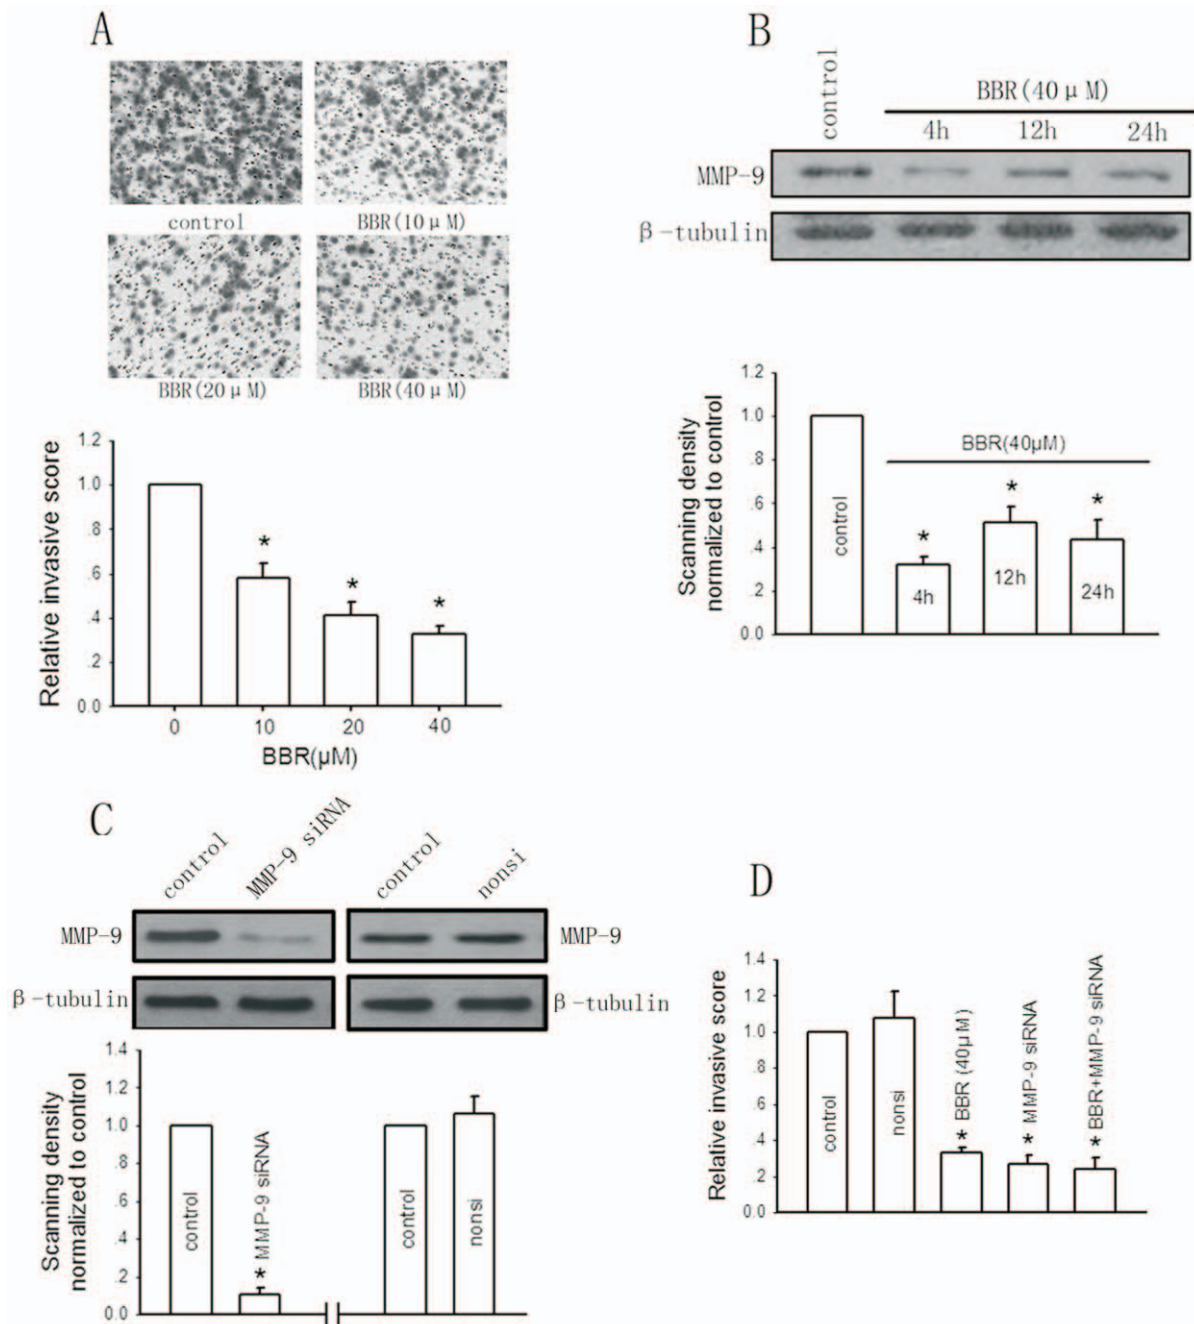 A
control
BBR(10μM)
BBR(20μM)
BBR(40μM)
Relative invasive score
1.2
1.0
.8
.6
.4
.2
0.0
*
*
*
0 10 20 40
BBR(μM)
B
control
BBR(40μM)
4h 12h 24h
MMP-9
β-tubulin
Scanning density
normalized to control
1.2
1.0
.8
.6
.4
.2
0.0
BBR(40μM)
*
*
*
control
4h
12h
24h
C
control
MMP-9 siRNA
control
nonsi
MMP-9
MMP-9
β-tubulin
β-tubulin
Scanning density
normalized to control
1.4
1.2
1.0
.8
.6
.4
.2
0.0
control
* MMP-9 siRNA
control
nonsi
D
Relative invasive score
1.4
1.2
1.0
.8
.6
.4
.2
0.0
control
nonsi
* BBR (40μM)
* MMP-9 siRNA
* BBR+MMP-9 siRNA